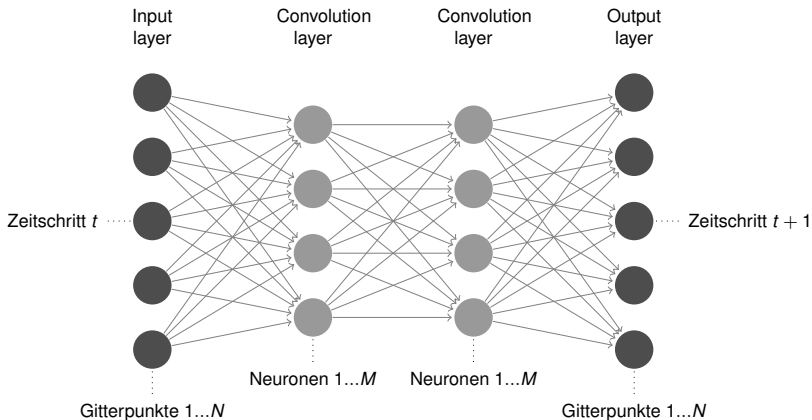 Input
layer
Convolution
layer
Convolution
layer
Output
layer
Zeitschritt t
Zeitschritt t + 1
Neuronen 1...M
Neuronen 1...M
Gitterpunkte 1...N
Gitterpunkte 1...N